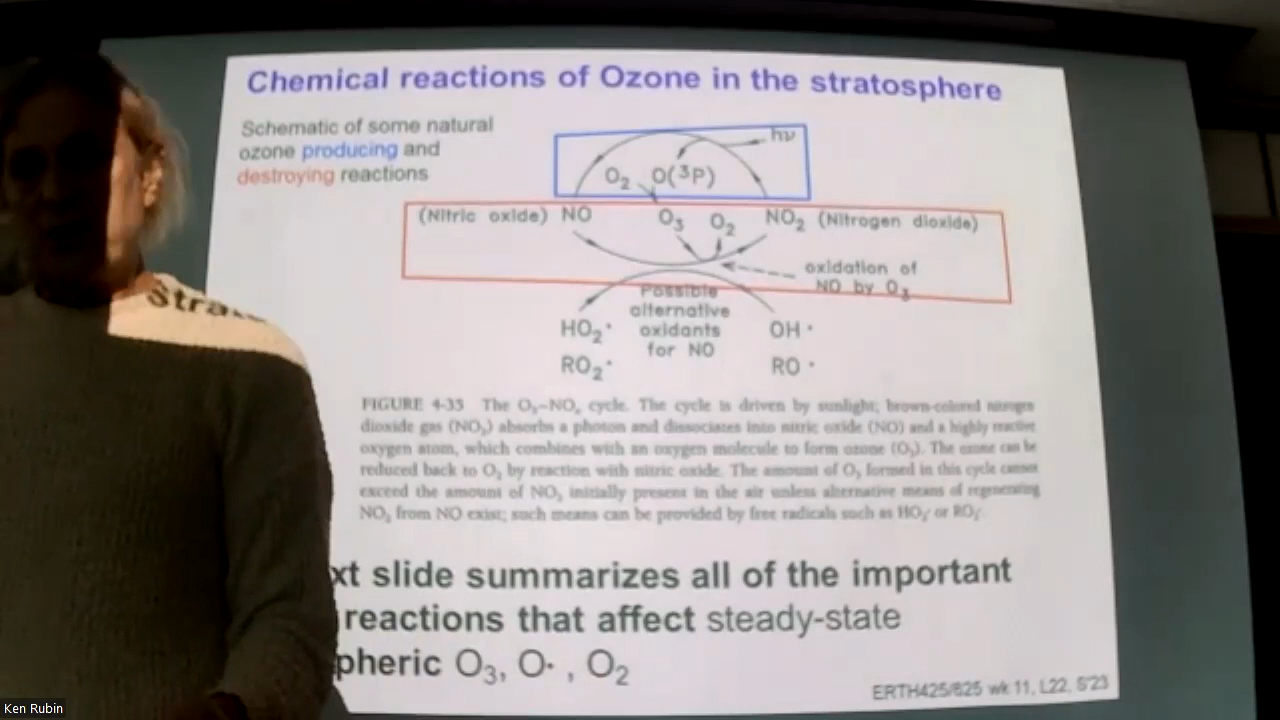 Chemical reactions of Ozone in the stratosphere
Schematic of some natural
ozone producing and
destroying reactions
hν
O₂ O(³P)
(Nitric oxide) NO O₃ O₂ NO₂ (Nitrogen dioxide)
oxidation of
NO by O₃
Possible
alternative
oxidants
for NO
HO₂· OH ·
RO₂· RO ·
FIGURE 4-35 The O₃–NOₓ cycle. The cycle is driven by sunlight; brown-colored nitrogen
dioxide gas (NO₂) absorbs a photon and dissociates into nitric oxide (NO) and a highly reactive
oxygen atom, which combines with an oxygen molecule to form ozone (O₃). The ozone can be
reduced back to O₂ by reaction with nitric oxide. The amount of O₃ formed in this cycle cannot
exceed the amount of NO₂ initially present in the air unless alternative means of regenerating
NO₂ from NO exist; such means can be provided by free radicals such as HO₂· or RO₂·
xt slide summarizes all of the important
reactions that affect steady-state
pheric O₃, O· , O₂
Stra
ERTH425/625 wk 11, L22, S'23
Ken Rubin